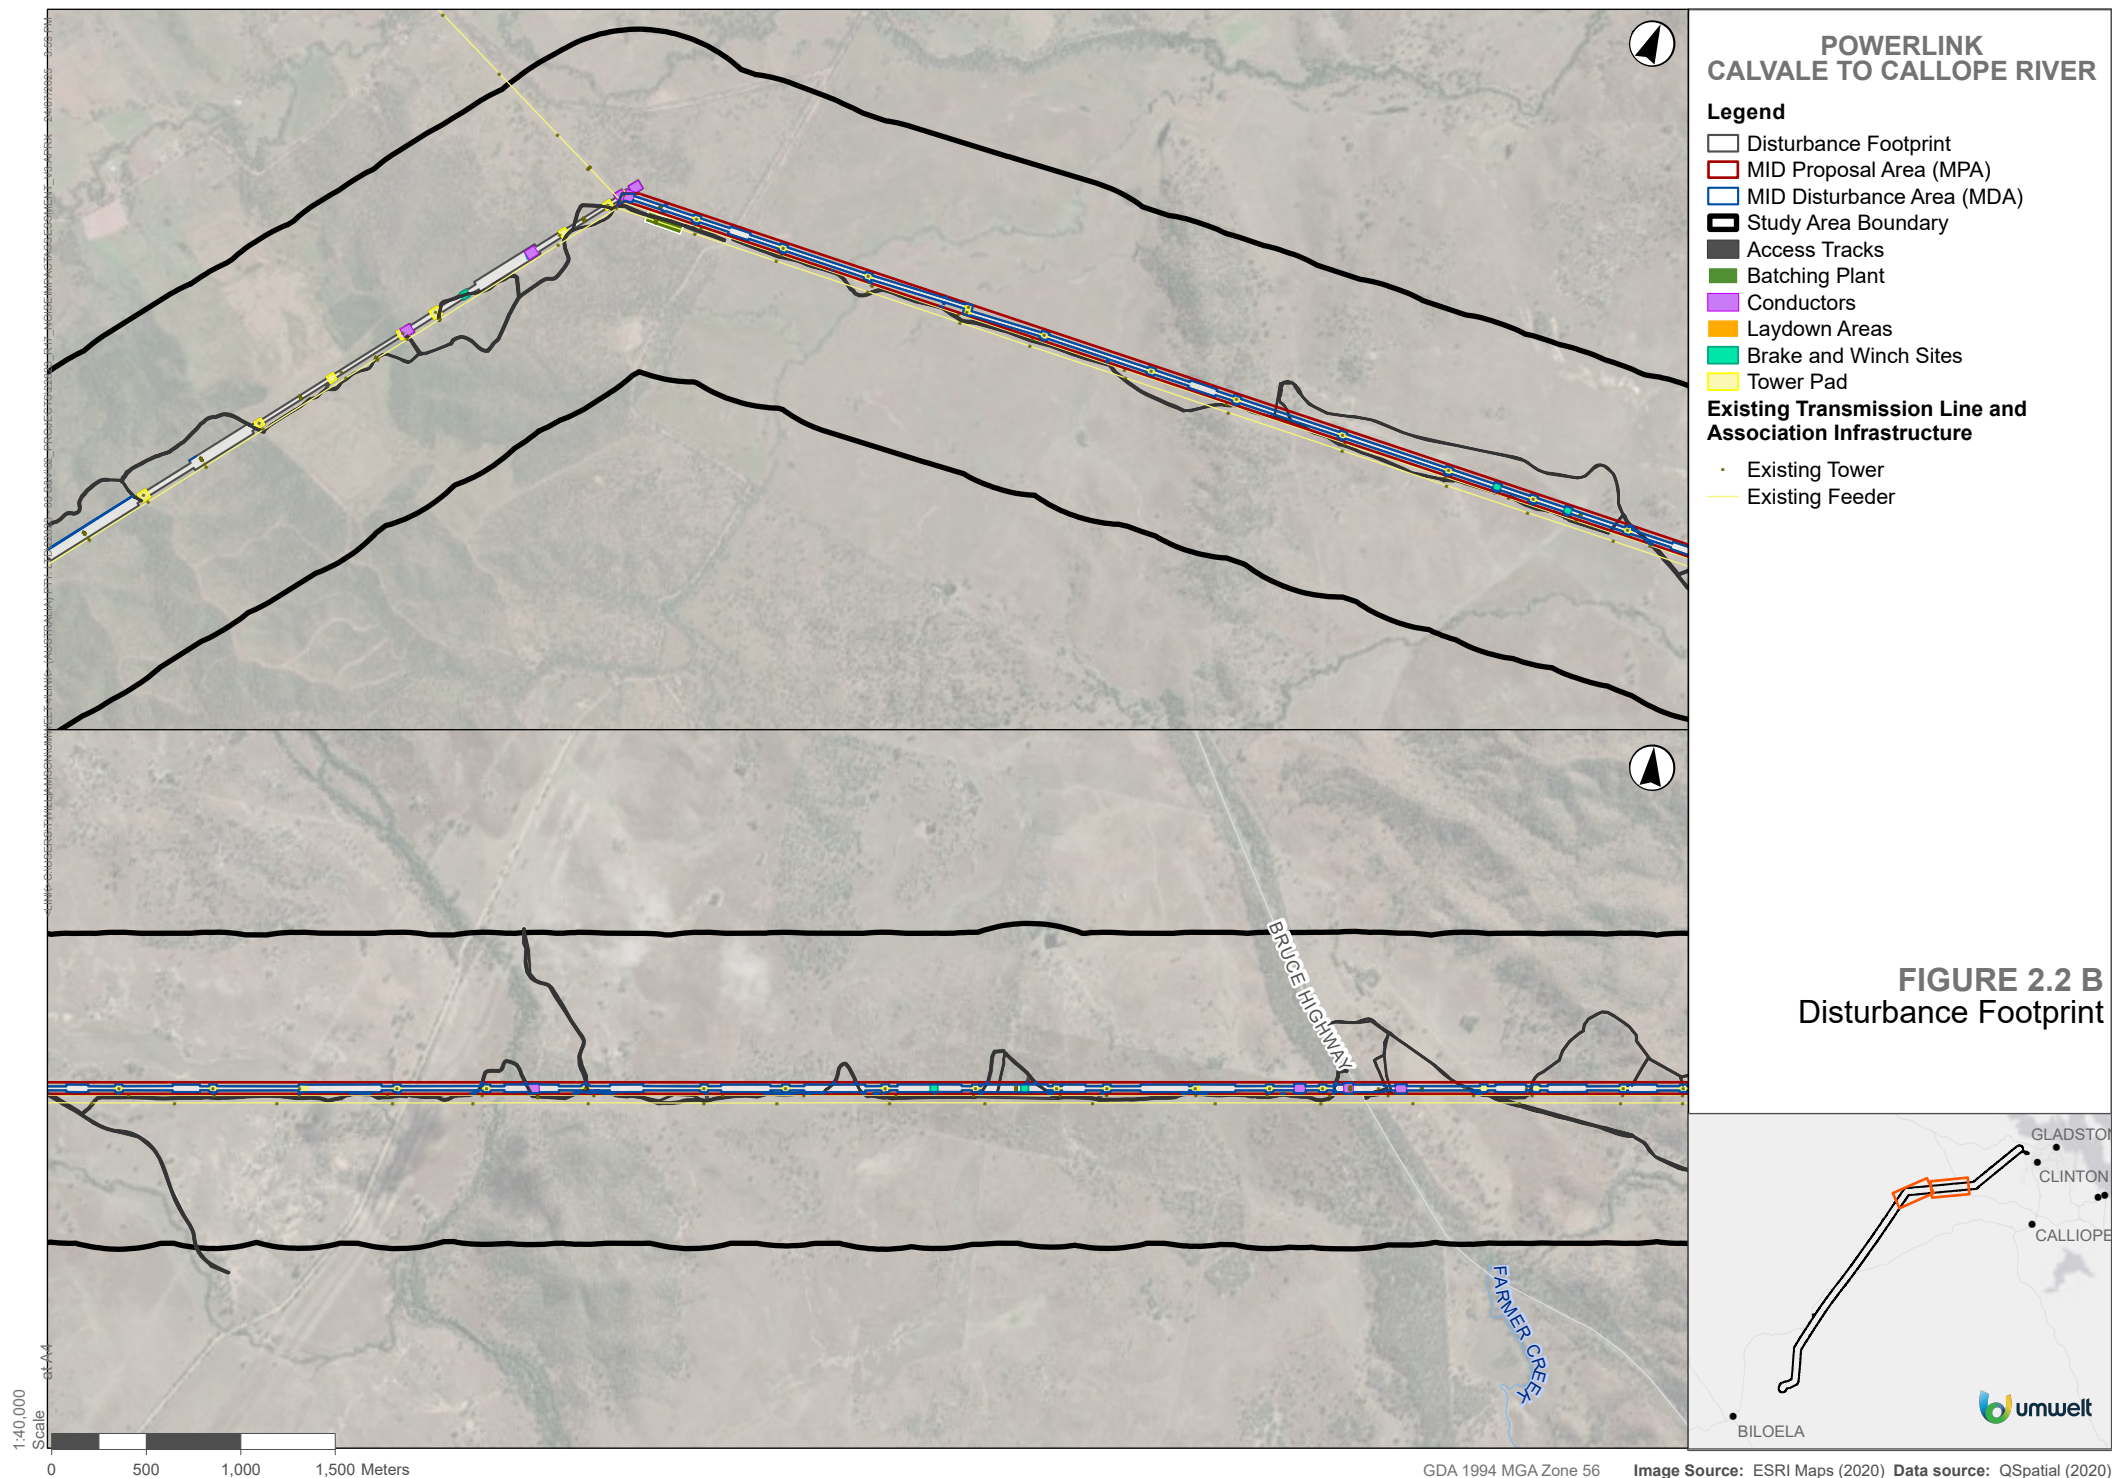 POWERLINK
CALVALE TO CALLOPE RIVER
Legend
Disturbance Footprint
MID Proposal Area (MPA)
MID Disturbance Area (MDA)
Study Area Boundary
Access Tracks
Batching Plant
Conductors
Laydown Areas
Brake and Winch Sites
Tower Pad
Existing Transmission Line and
Association Infrastructure
Existing Tower
Existing Feeder
BRUCE HIGHWAY
FARMER CREEK
FIGURE 2.2 B
Disturbance Footprint
GLADSTON
CLINTON
CALLIOPE
BILOELA
umwelt
1:40,000
Scale
at A4
0 500 1,000 1,500 Meters
GDA 1994 MGA Zone 56 Image Source: ESRI Maps (2020) Data source: QSpatial (2020)